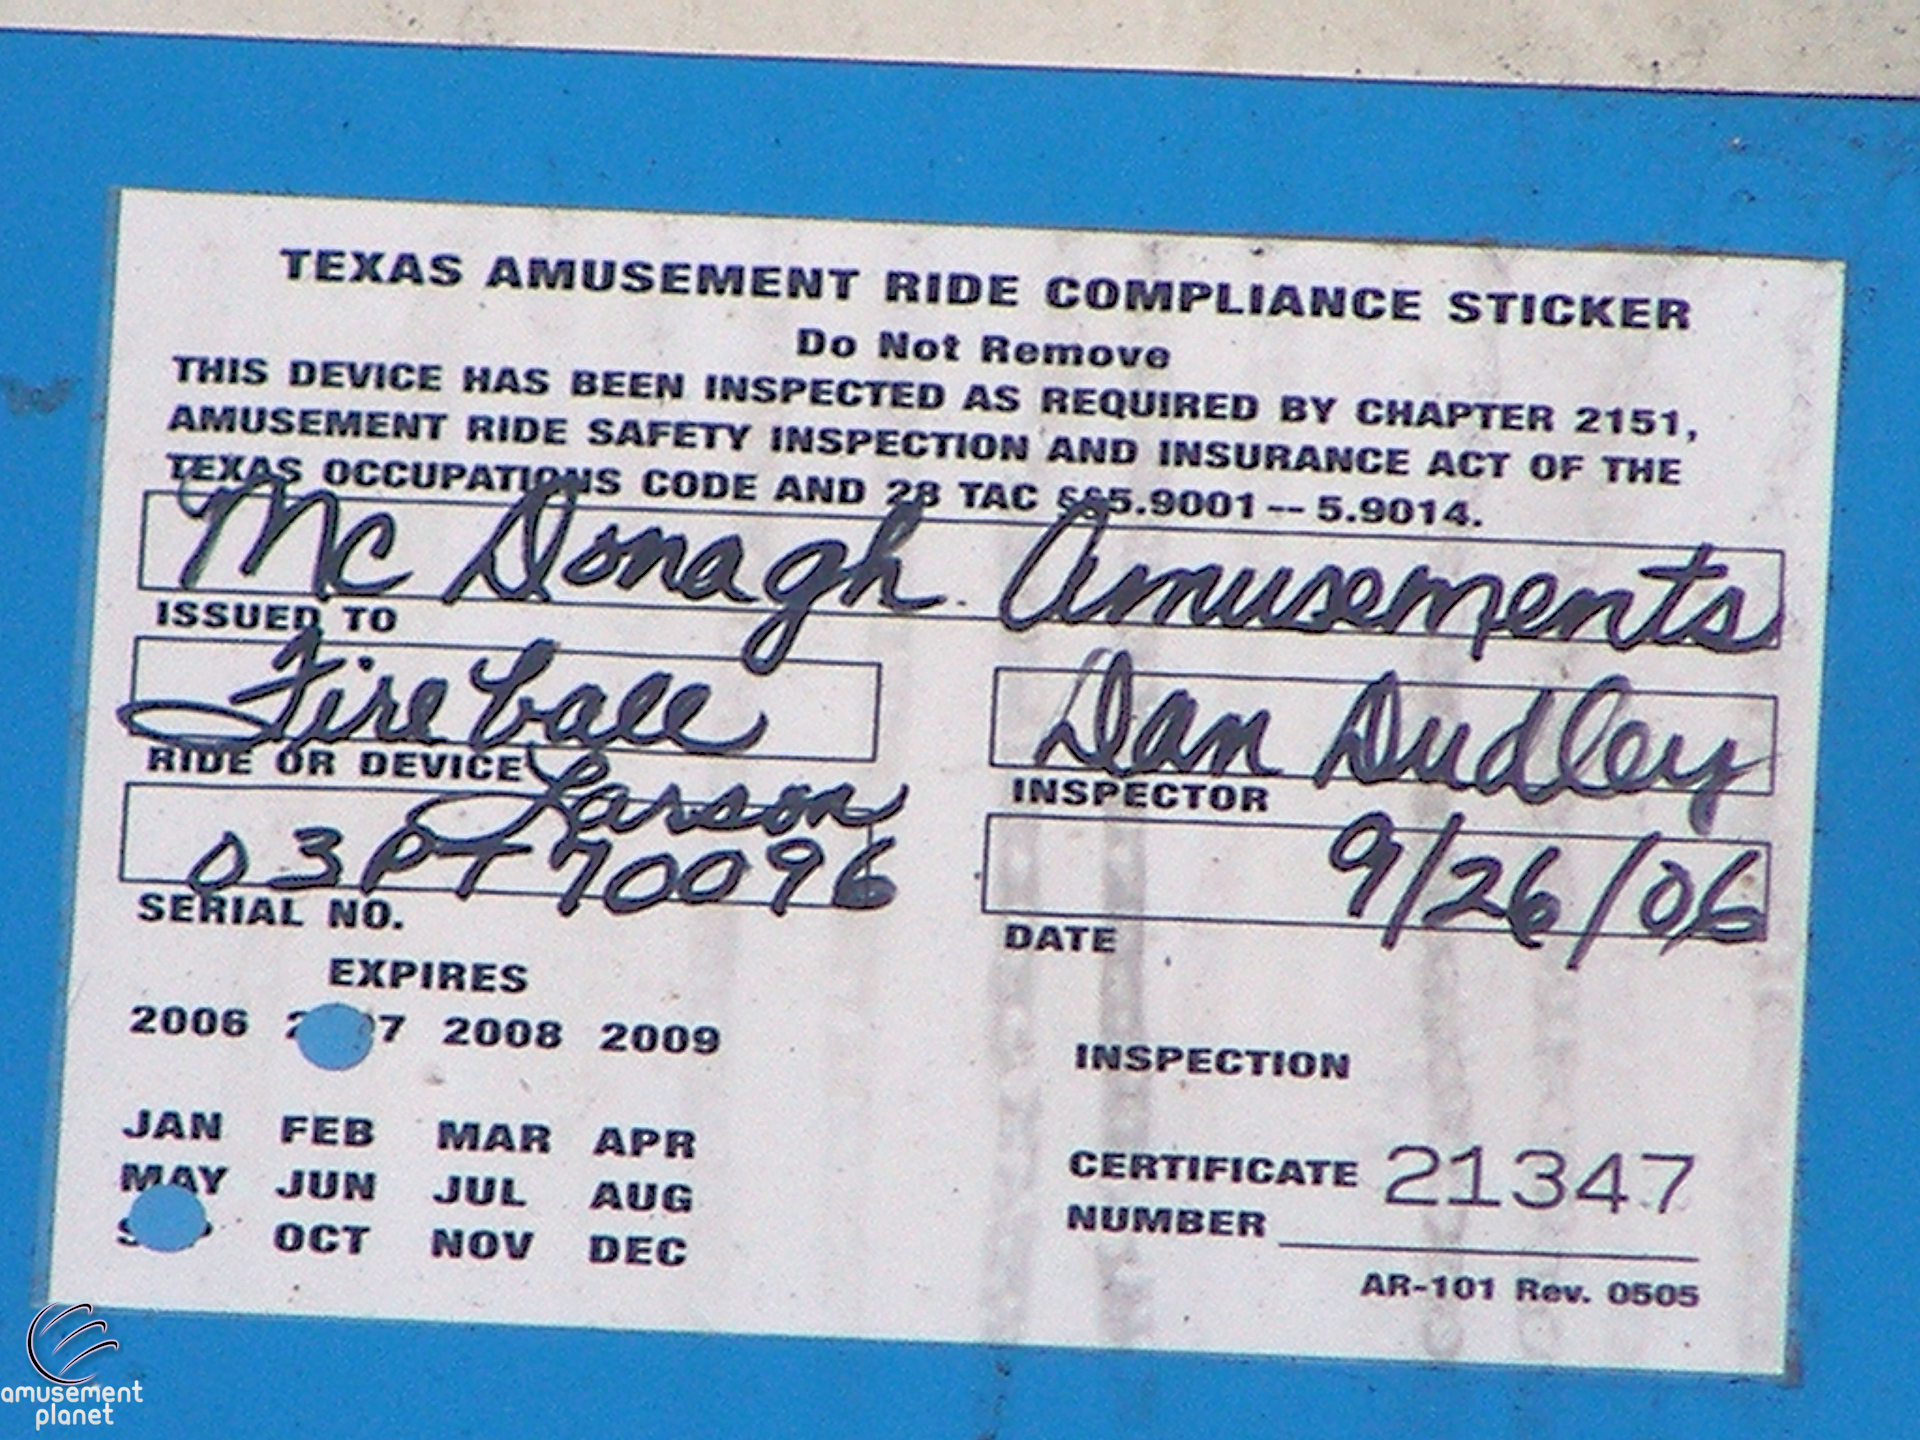 TEXAS AMUSEMENT RIDE COMPLIANCE STICKER
Do Not Remove
THIS DEVICE HAS BEEN INSPECTED AS REQUIRED BY CHAPTER 2151,
AMUSEMENT RIDE SAFETY INSPECTION AND INSURANCE ACT OF THE
TEXAS OCCUPATIONS CODE AND 28 TAC §§5.9001 -- 5.9014.
McDonagh Amusements
ISSUED TO
Fireball
RIDE OR DEVICE
Larson
03PT70096
SERIAL NO.
Dan Dudley
INSPECTOR
9/26/06
DATE
EXPIRES
2006 2007 2008 2009
JAN FEB MAR APR
MAY JUN JUL AUG
SEP OCT NOV DEC
INSPECTION
CERTIFICATE
NUMBER 21347
AR-101 Rev. 0505
amusement
planet